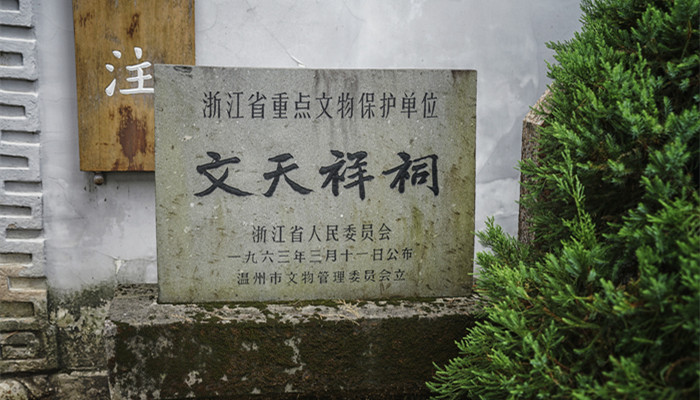 注
浙江省重点文物保护单位
文天祥祠
浙江省人民委员会
一九六三年三月十一日公布
温州市文物管理委员会立